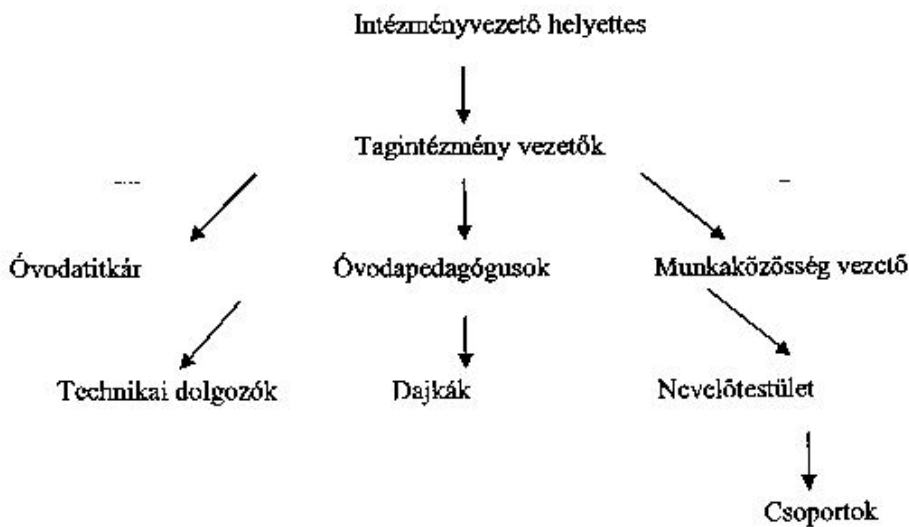 Intézményvezető helyettes
Tagintézmény vezetők
Óvodatitkár Óvodapedagógusok Munkaközösség vezető
Technikai dolgozók Dajkák Nevelőtestület
Csoportok